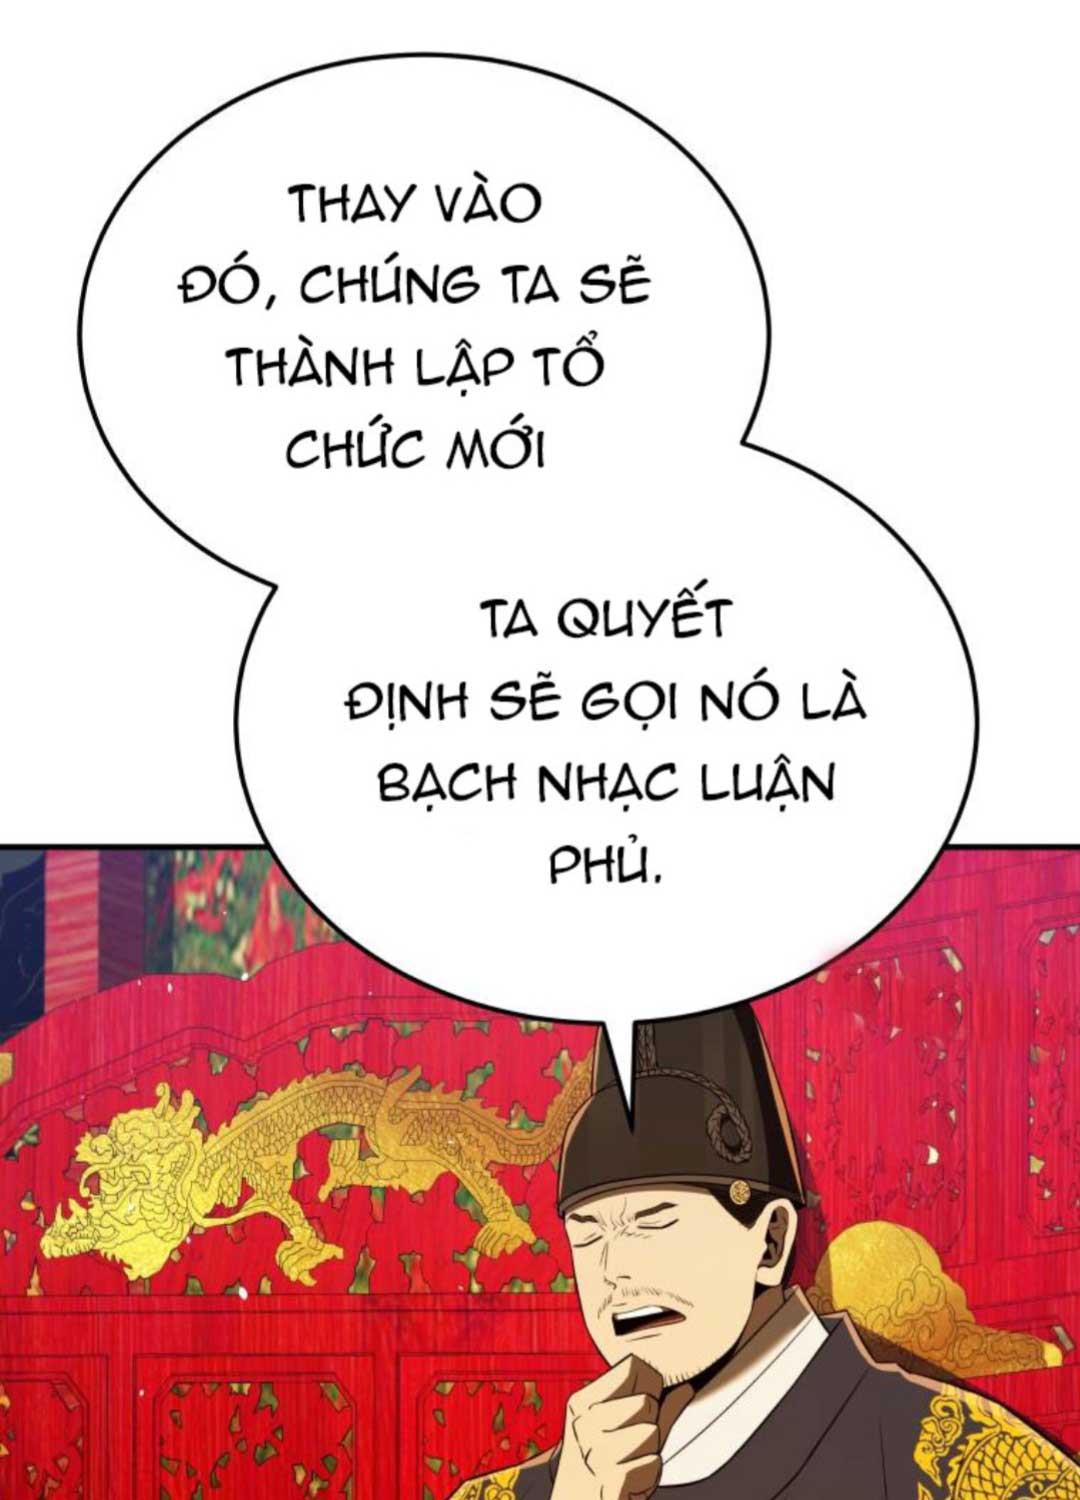 THAY VÀO
ĐÓ, CHÚNG TA SẼ
THÀNH LẬP TỔ
CHỨC MỚI
TA QUYẾT
ĐỊNH SẼ GỌI NÓ LÀ
BẠCH NHẠC LUẬN
PHỦ.